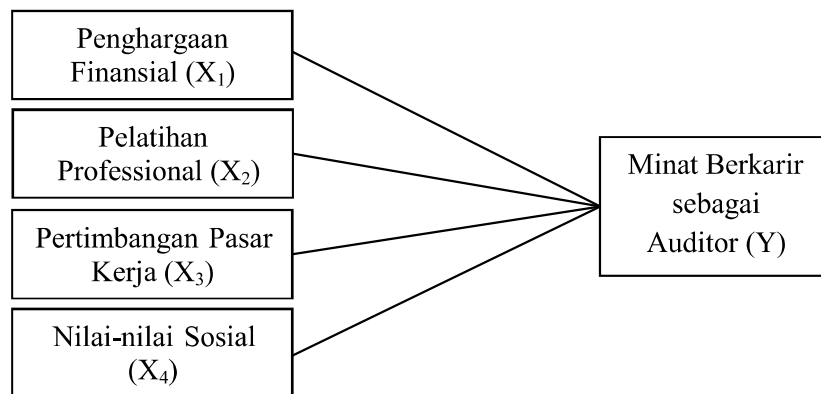 Penghargaan
Finansial (X₁)
Pelatihan
Professional (X₂)
Pertimbangan Pasar
Kerja (X₃)
Nilai-nilai Sosial
(X₄)
Minat Berkarir
sebagai
Auditor (Y)